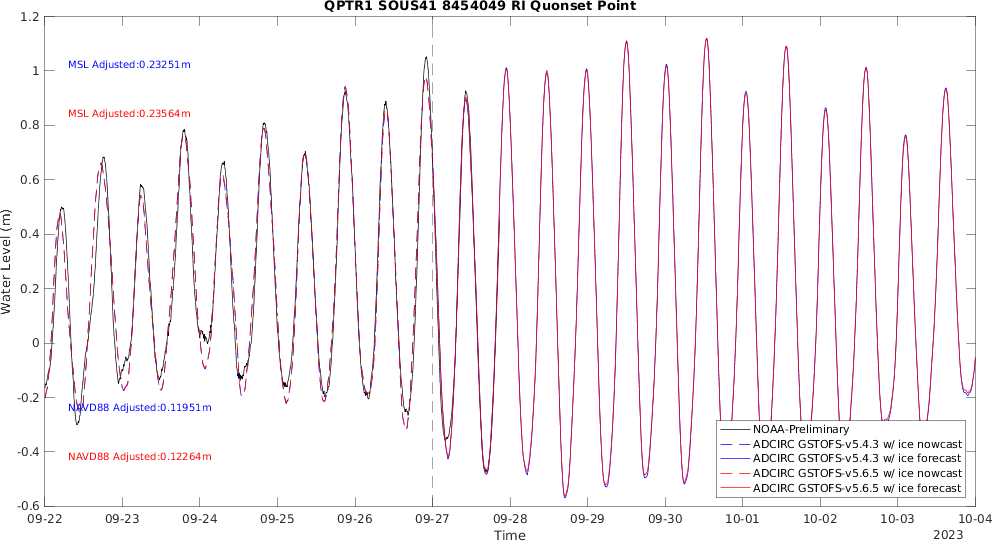 QPTR1 SOUS41 8454049 RI Quonset Point
Water Level (m)
1.2
1
0.8
0.6
0.4
0.2
0
-0.2
-0.4
-0.6
MSL Adjusted:0.23251m
MSL Adjusted:0.23564m
NAVD88 Adjusted:0.11951m
NAVD88 Adjusted:0.12264m
NOAA-Preliminary
ADCIRC GSTOFS-v5.4.3 w/ ice nowcast
ADCIRC GSTOFS-v5.4.3 w/ ice forecast
ADCIRC GSTOFS-v5.6.5 w/ ice nowcast
ADCIRC GSTOFS-v5.6.5 w/ ice forecast
09-22 09-23 09-24 09-25 09-26 09-27 09-28 09-29 09-30 10-01 10-02 10-03 10-04
Time
2023